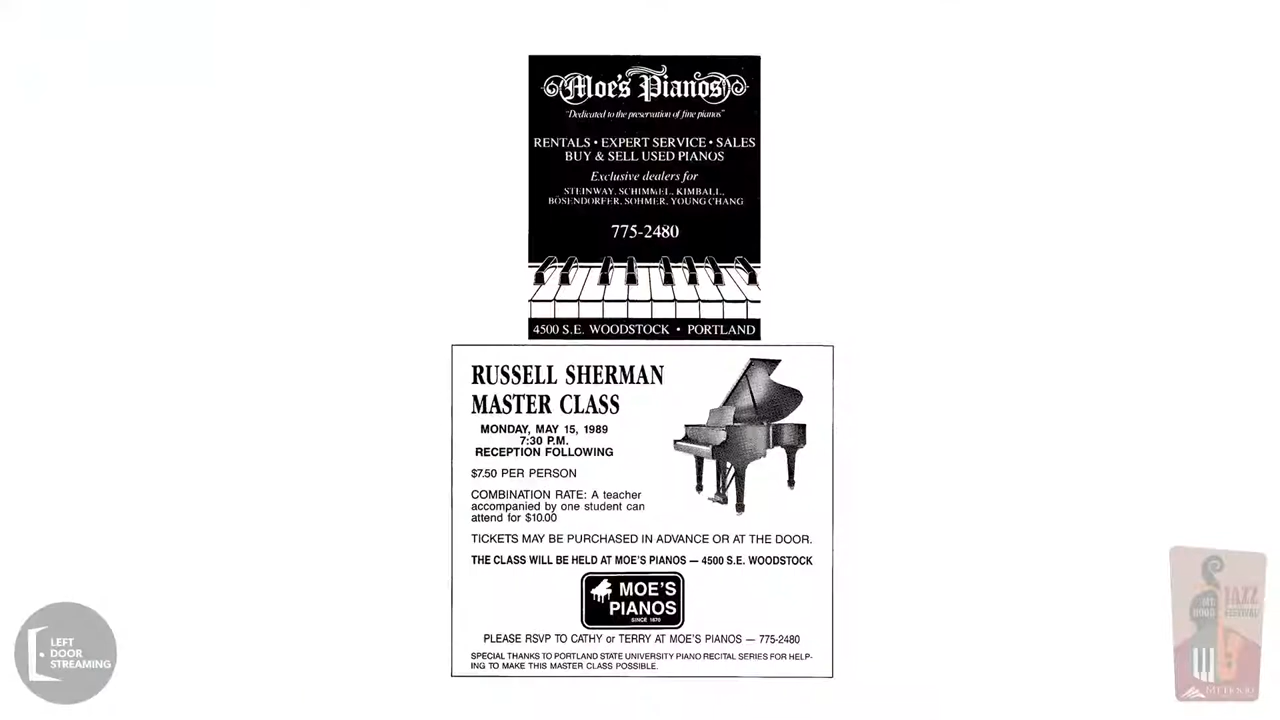 Moe's Pianos
"Dedicated to the preservation of fine pianos"
RENTALS • EXPERT SERVICE • SALES
BUY & SELL USED PIANOS
Exclusive dealers for
STEINWAY, SCHIMMEL, KIMBALL,
BÖSENDORFER, SOHMER, YOUNG CHANG
775-2480
4500 S.E. WOODSTOCK • PORTLAND
RUSSELL SHERMAN
MASTER CLASS
MONDAY, MAY 15, 1989
7:30 P.M.
RECEPTION FOLLOWING
$7.50 PER PERSON
COMBINATION RATE: A teacher
accompanied by one student can
attend for $10.00
TICKETS MAY BE PURCHASED IN ADVANCE OR AT THE DOOR.
THE CLASS WILL BE HELD AT MOE'S PIANOS — 4500 S.E. WOODSTOCK
MOE'S
PIANOS
SINCE 1870
PLEASE RSVP TO CATHY or TERRY AT MOE'S PIANOS — 775-2480
SPECIAL THANKS TO PORTLAND STATE UNIVERSITY PIANO RECITAL SERIES FOR HELP-
ING TO MAKE THIS MASTER CLASS POSSIBLE.
LEFT
DOOR
STREAMING
MT.
HOOD
JAZZ
FESTIVAL
MT HOOD